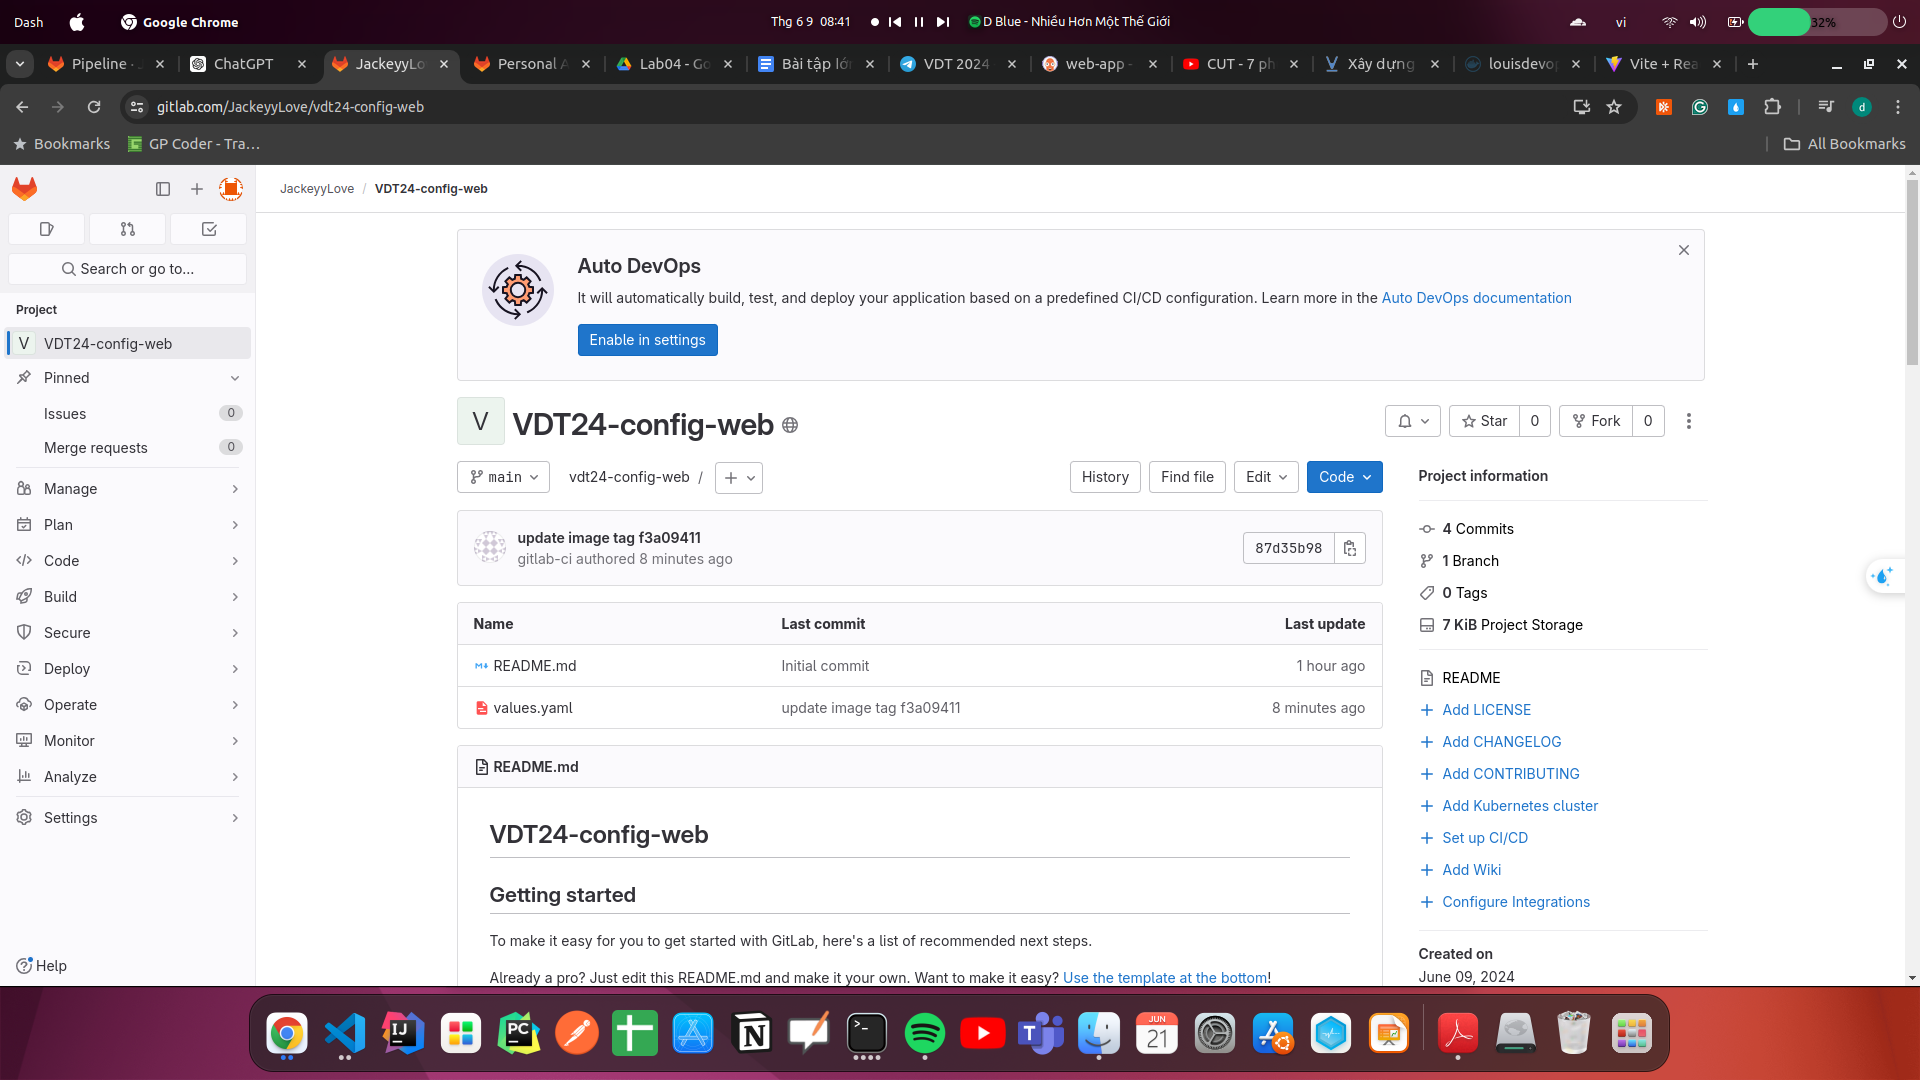 Dash
Google Chrome
Thg 6 9 08:41
D Blue - Nhiều Hơn Một Thế Giới
vi
32%
Pipeline ·
ChatGPT
JackeyyLo
Personal A
Lab04 - Go
Bài tập lớn
VDT 2024
web-app -
CUT - 7 ph
Xây dựng
louisdevop
Vite + Rea
gitlab.com/JackeyyLove/vdt24-config-web
d
Bookmarks
GP Coder - Tra...
All Bookmarks
JackeyyLove / VDT24-config-web
Search or go to...
Project
V VDT24-config-web
Pinned
Issues 0
Merge requests 0
Manage
Plan
Code
Build
Secure
Deploy
Operate
Monitor
Analyze
Settings
Help
Auto DevOps
It will automatically build, test, and deploy your application based on a predefined CI/CD configuration. Learn more in the Auto DevOps documentation
Enable in settings
V VDT24-config-web
Star 0
Fork 0
main
vdt24-config-web /
History
Find file
Edit
Code
update image tag f3a09411
gitlab-ci authored 8 minutes ago
87d35b98
Name Last commit Last update
README.md Initial commit 1 hour ago
values.yaml update image tag f3a09411 8 minutes ago
README.md
VDT24-config-web
Getting started
To make it easy for you to get started with GitLab, here's a list of recommended next steps.
Already a pro? Just edit this README.md and make it your own. Want to make it easy? Use the template at the bottom!
Project information
4 Commits
1 Branch
0 Tags
7 KiB Project Storage
README
Add LICENSE
Add CHANGELOG
Add CONTRIBUTING
Add Kubernetes cluster
Set up CI/CD
Add Wiki
Configure Integrations
Created on
June 09, 2024
IJ
PC
JUN
21